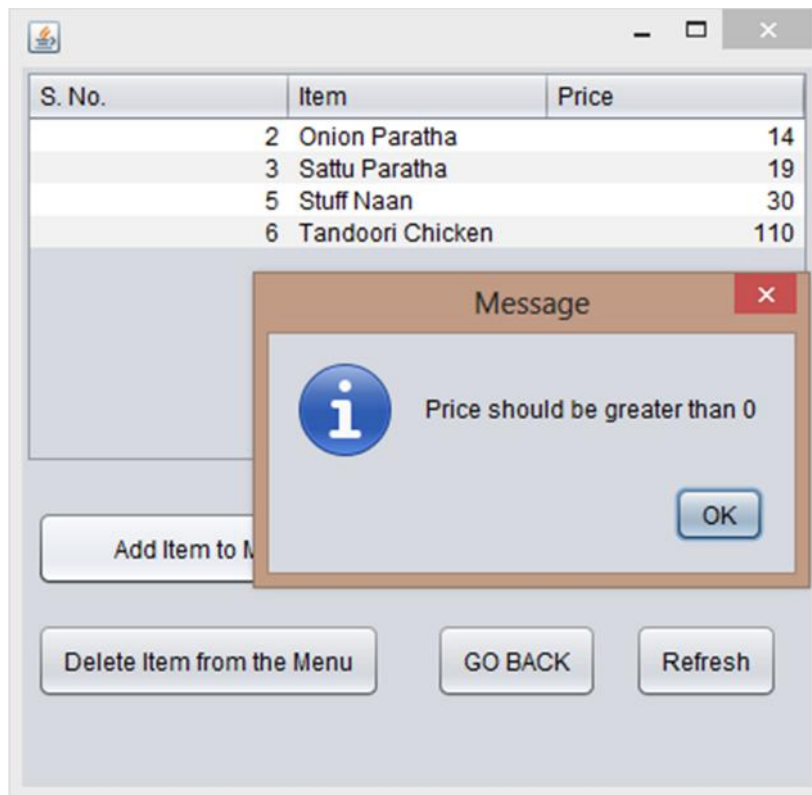 S. No. Item Price
2 Onion Paratha 14
3 Sattu Paratha 19
5 Stuff Naan 30
6 Tandoori Chicken 110
Message
Price should be greater than 0
OK
Add Item to
Delete Item from the Menu GO BACK Refresh